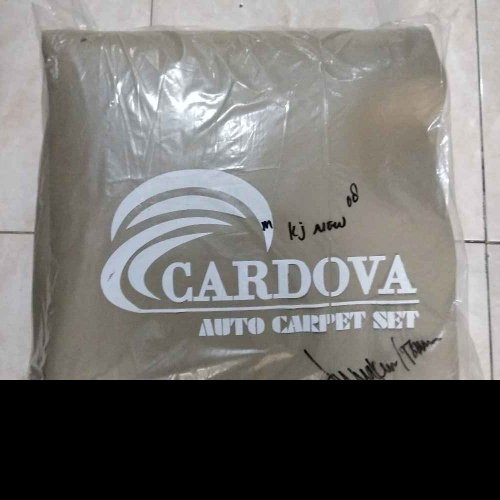 08
m kj NEW
CARDOVA
AUTO CARPET SET